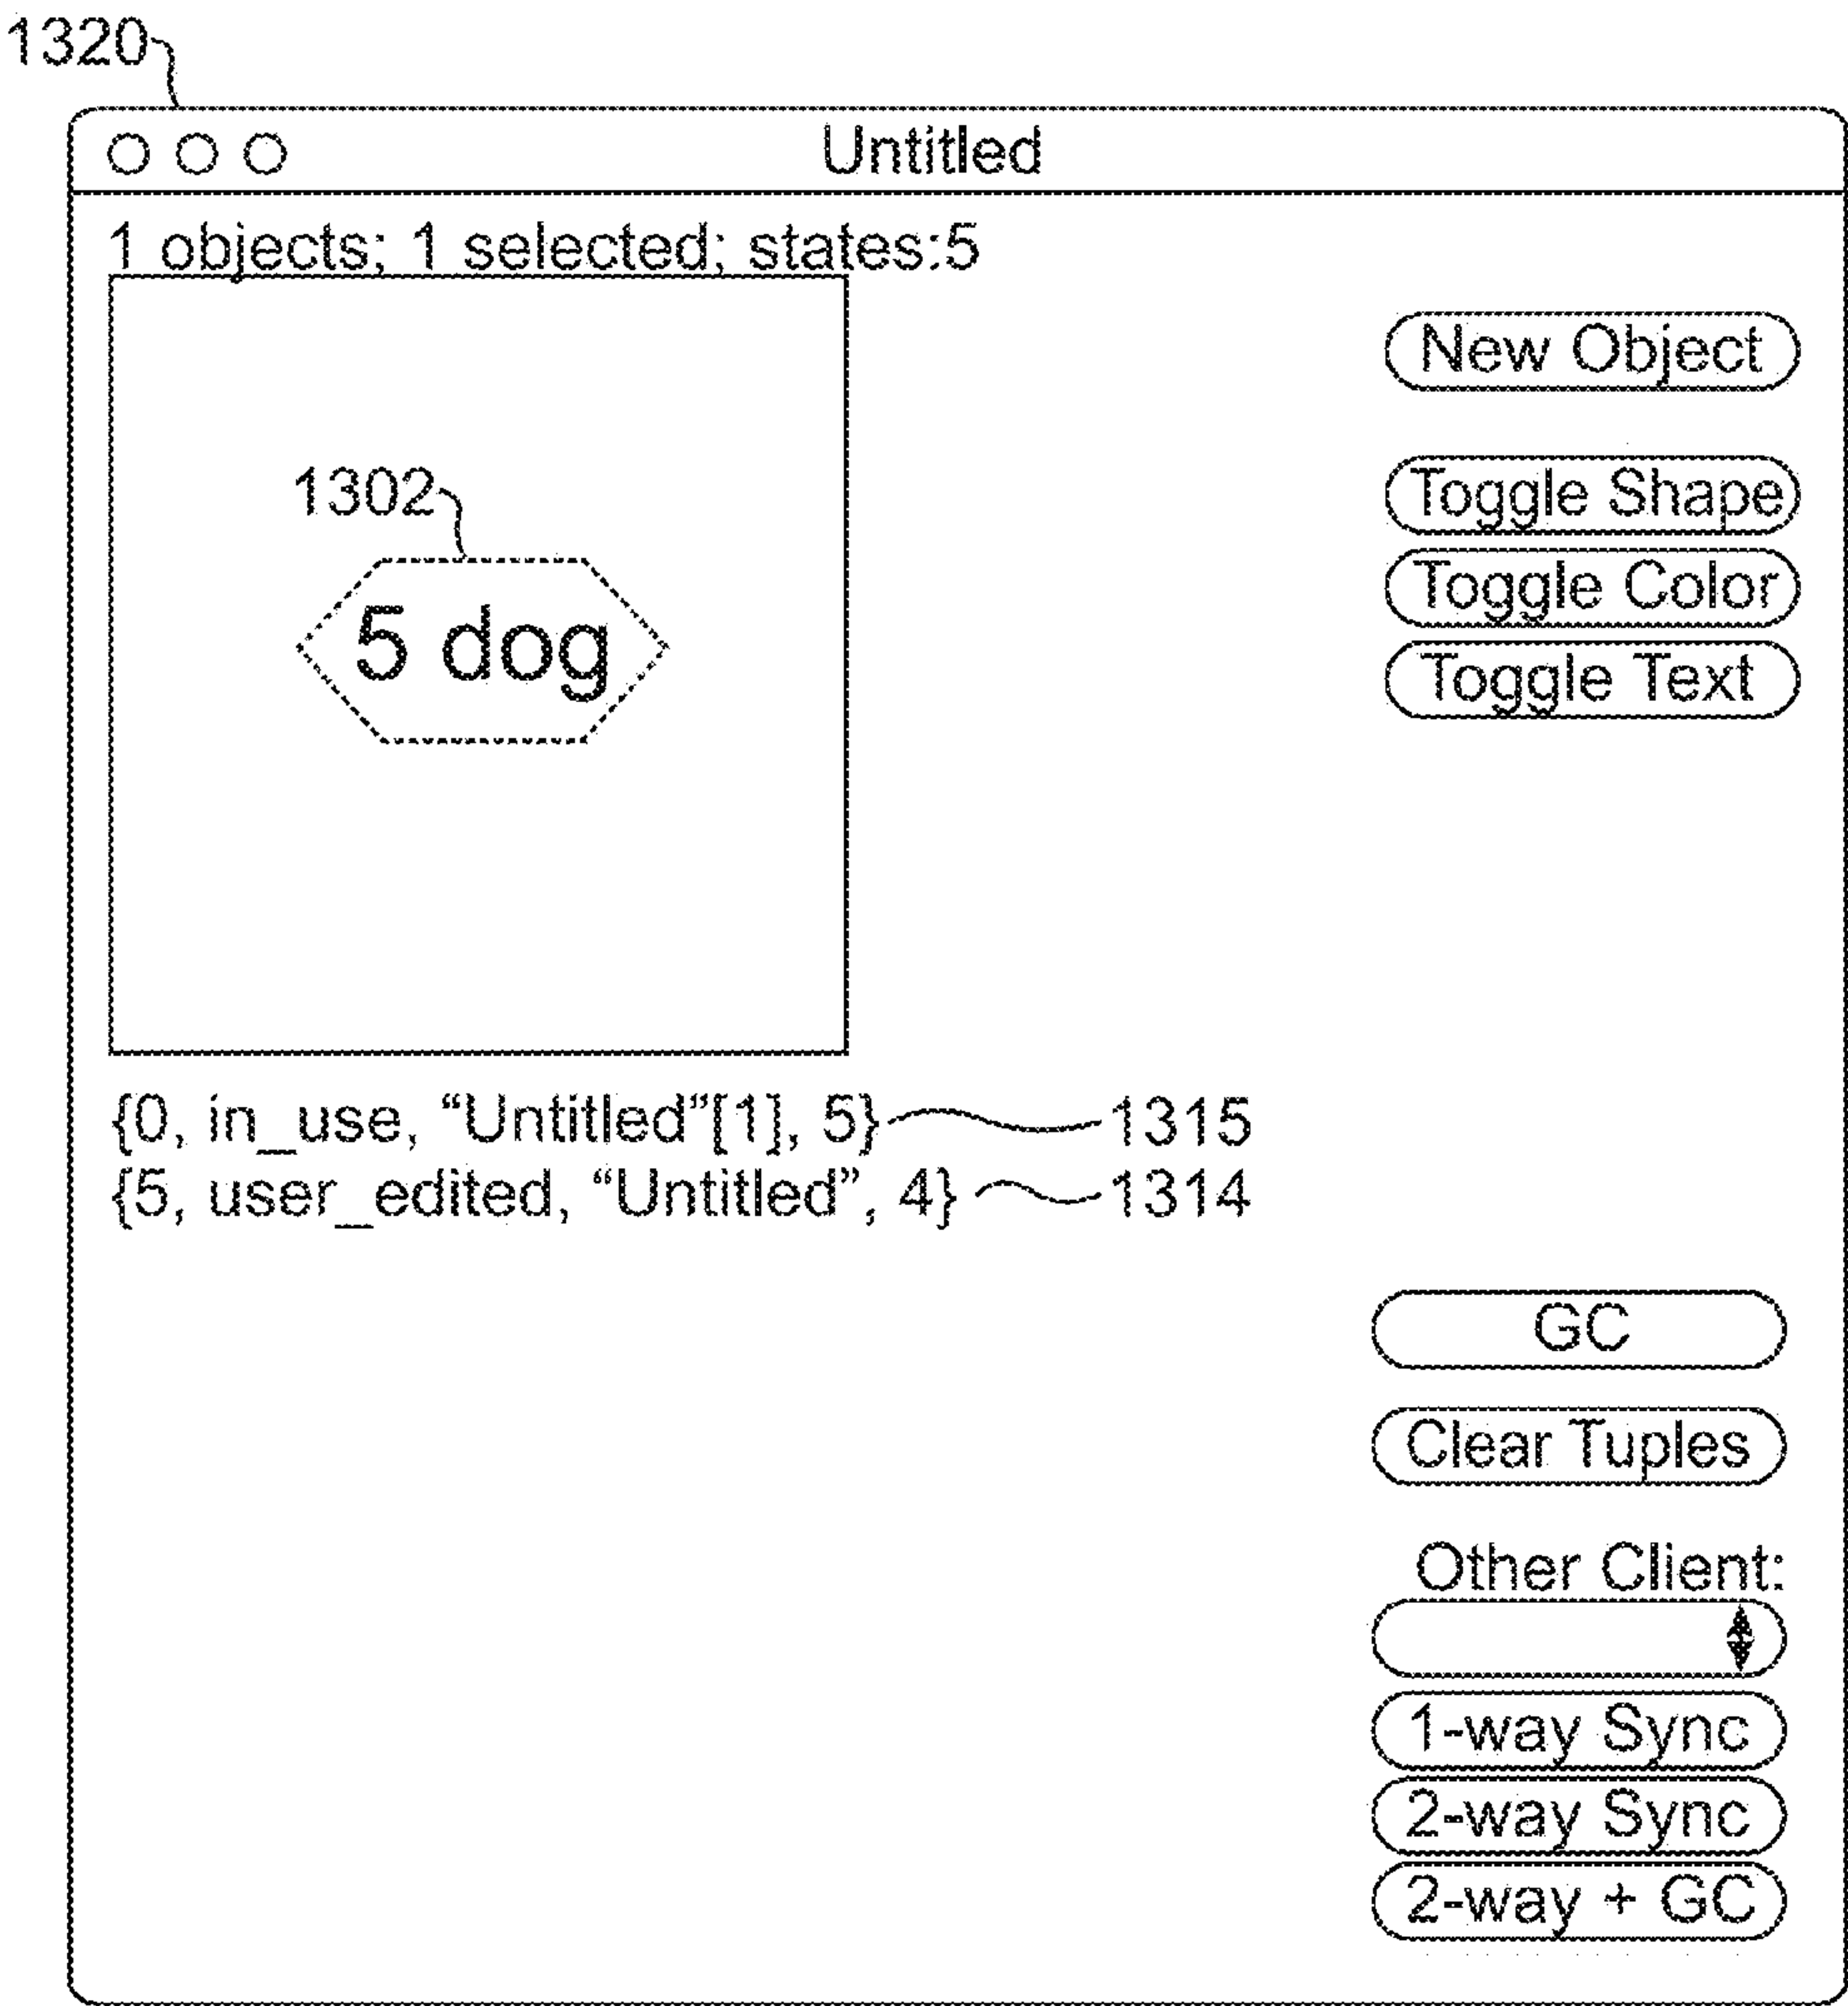 1320
Untitled
1 objects; 1 selected; states:5
New Object
1302
Toggle Shape
5 dog
Toggle Color
Toggle Text
{0, in_use, “Untitled”[1], 5} 1315
{5, user_edited, “Untitled”, 4} 1314
GC
Clear Tuples
Other Client:
1-way Sync
2-way Sync
2-way + GC